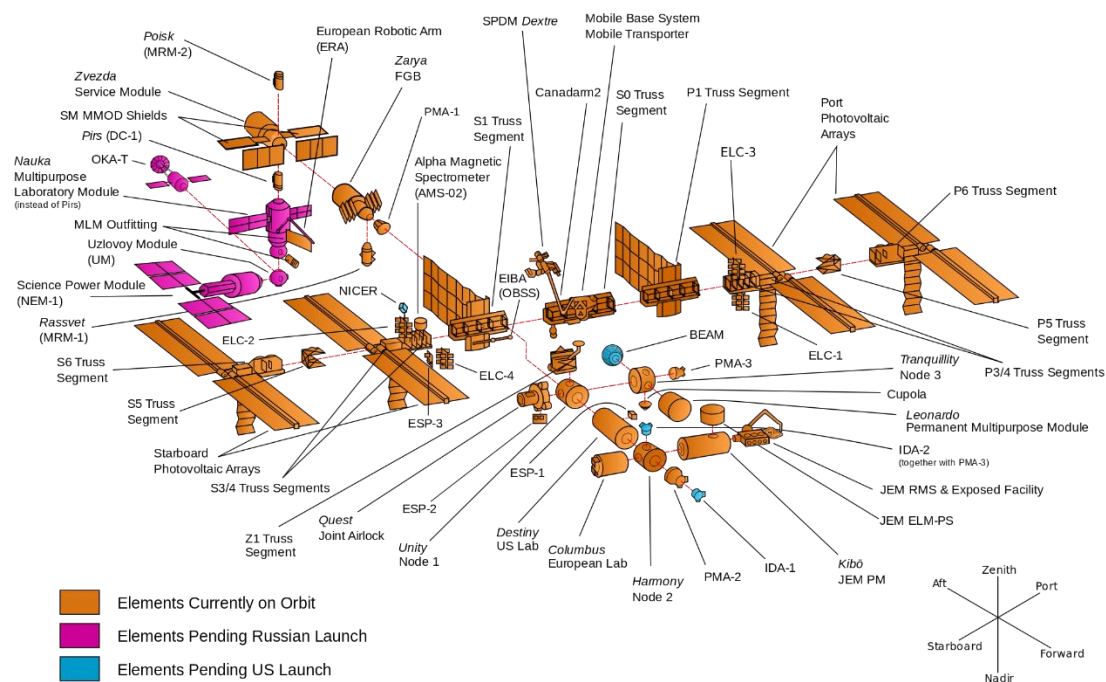 Poisk
(MRM-2)
European Robotic Arm
(ERA)
SPDM Dextre
Mobile Base System
Mobile Transporter
Zvezda
Service Module
Zarya
FGB
Canadarm2
S0 Truss
Segment
P1 Truss Segment
Port
Photovoltaic
Arrays
SM MMOD Shields
PMA-1
S1 Truss
Segment
Pirs (DC-1)
OKA-T
Nauka
Multipurpose
Laboratory Module
(instead of Pirs)
Alpha Magnetic
Spectrometer
(AMS-02)
ELC-3
P6 Truss Segment
MLM Outfitting
Uzlovoy Module
(UM)
Science Power Module
(NEM-1)
NICER
EIBA
(OBSS)
Rassvet
(MRM-1)
ELC-2
BEAM
P5 Truss
Segment
S6 Truss
Segment
ELC-4
PMA-3
ELC-1
Tranquillity
Node 3
P3/4 Truss Segments
S5 Truss
Segment
ESP-3
Cupola
Leonardo
Permanent Multipurpose Module
Starboard
Photovoltaic Arrays
ESP-1
IDA-2
(together with PMA-3)
S3/4 Truss Segments
ESP-2
JEM RMS & Exposed Facility
JEM ELM-PS
Z1 Truss
Segment
Quest
Joint Airlock
Unity
Node 1
Destiny
US Lab
Columbus
European Lab
Harmony
Node 2
PMA-2
IDA-1
Kibō
JEM PM
Elements Currently on Orbit
Elements Pending Russian Launch
Elements Pending US Launch
Zenith
Aft
Port
Starboard
Forward
Nadir